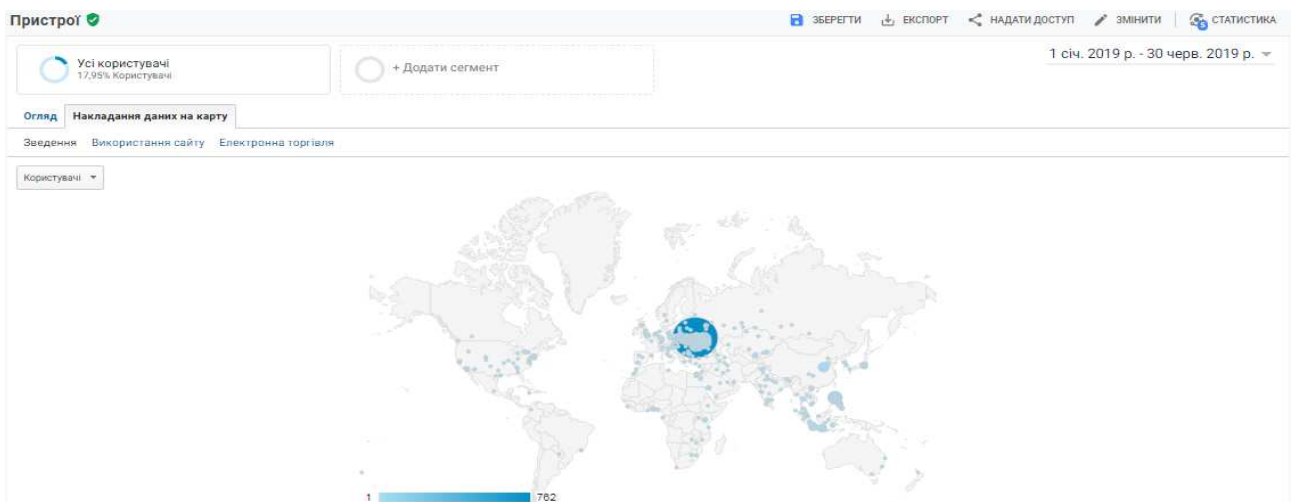 Пристрої
ЗБЕРЕГТИ ЕКСПОРТ НАДАТИ ДОСТУП ЗМІНИТИ СТАТИСТИКА
1 січ. 2019 р. - 30 черв. 2019 р.
Усі користувачі
17,95% Користувачі
+ Додати сегмент
Огляд Накладання даних на карту
Зведення Використання сайту Електронна торгівля
Користувачі
1 762